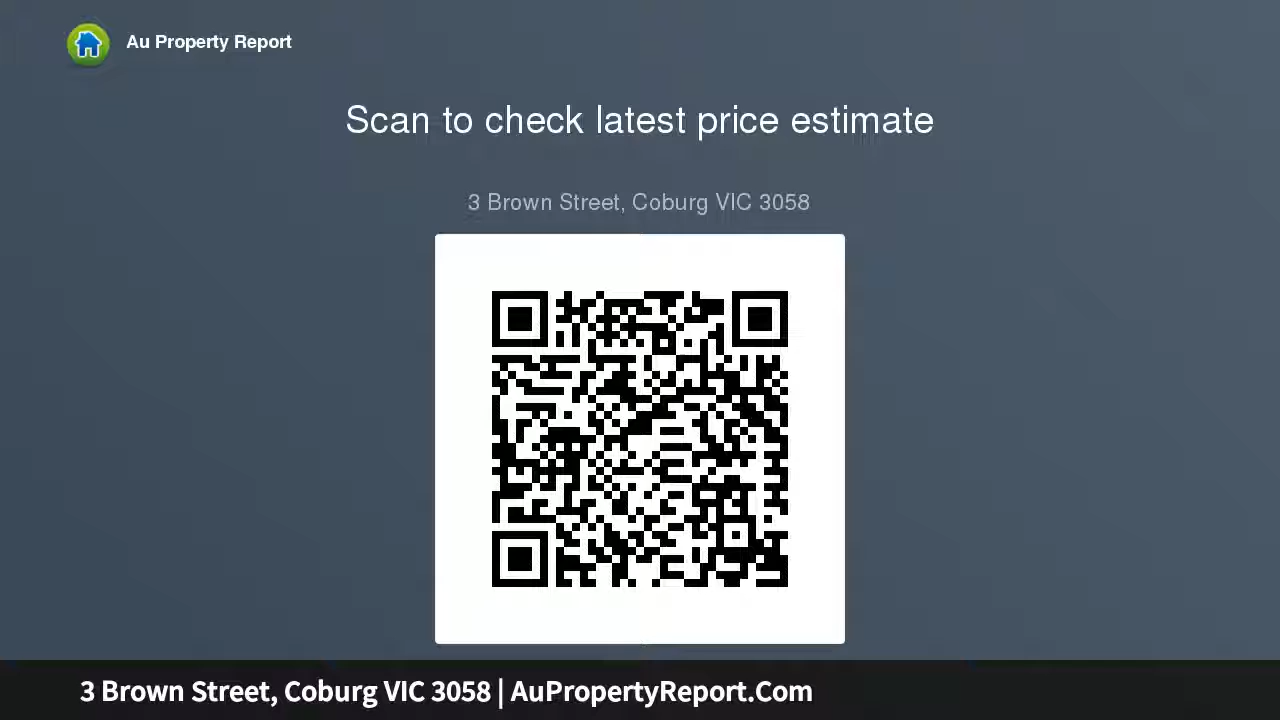 Au Property Report
Scan to check latest price estimate
3 Brown Street, Coburg VIC 3058
3 Brown Street, Coburg VIC 3058 | AuPropertyReport.Com